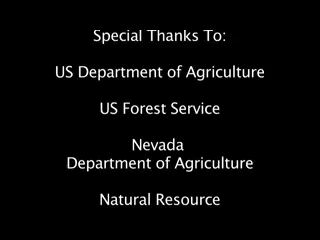 Special Thanks To:
US Department of Agriculture
US Forest Service
Nevada
Department of Agriculture
Natural Resource